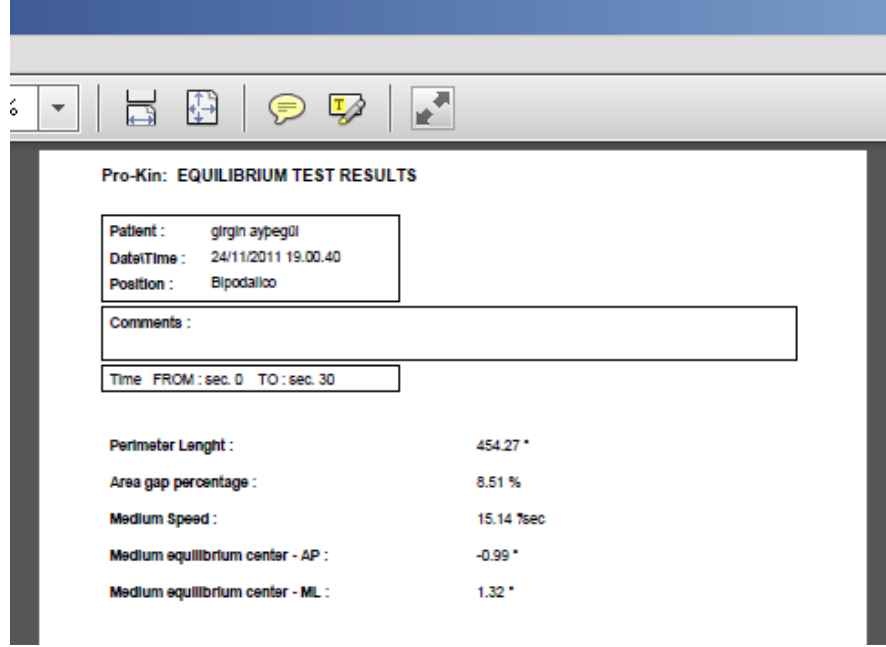 %
T
Pro-Kin: EQUILIBRIUM TEST RESULTS
Patient : girgin ayþegül
Date\Time : 24/11/2011 19.00.40
Position : Bipodalico
Comments :
Time FROM : sec. 0 TO : sec. 30
Perimeter Lenght : 454.27 °
Area gap percentage : 8.51 %
Medium Speed : 15.14 °/sec
Medium equilibrium center - AP : -0.99 °
Medium equilibrium center - ML : 1.32 °